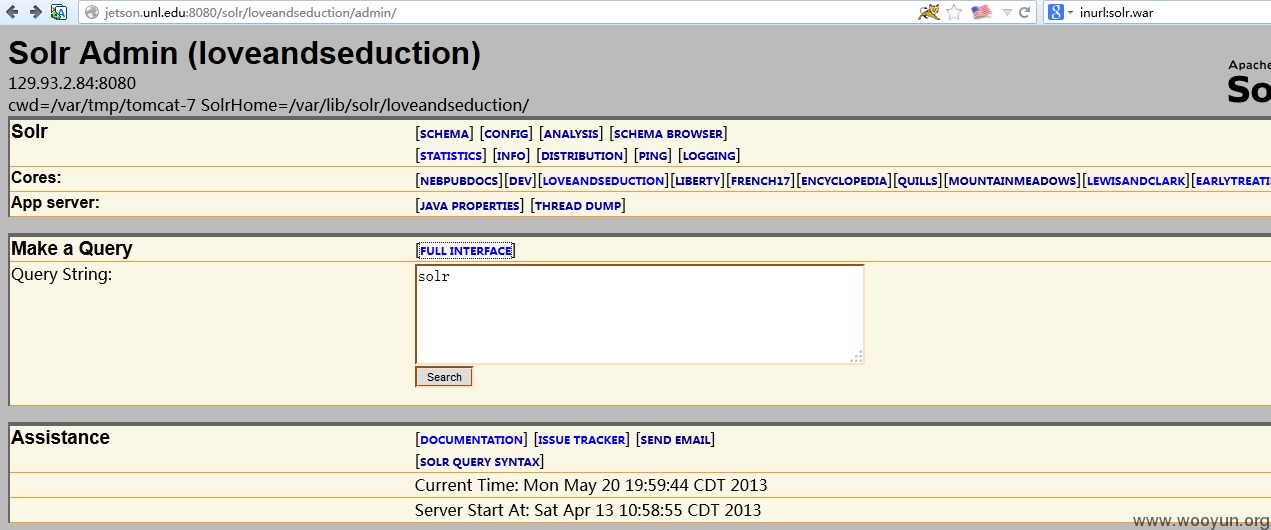 jetson.unl.edu:8080/solr/loveandseduction/admin/
inurl:solr.war
Solr Admin (loveandseduction)
129.93.2.84:8080
cwd=/var/tmp/tomcat-7 SolrHome=/var/lib/solr/loveandseduction/
Apache
So
Solr
[SCHEMA] [CONFIG] [ANALYSIS] [SCHEMA BROWSER]
[STATISTICS] [INFO] [DISTRIBUTION] [PING] [LOGGING]
Cores:
[NEBPUBDOCS][DEV][LOVEANDSEDUCTION][LIBERTY][FRENCH17][ENCYCLOPEDIA][QUILLS][MOUNTAINMEADOWS][LEWISANDCLARK][EARLYTREATI
App server:
[JAVA PROPERTIES] [THREAD DUMP]
Make a Query
[FULL INTERFACE]
Query String:
solr
Search
Assistance
[DOCUMENTATION] [ISSUE TRACKER] [SEND EMAIL]
[SOLR QUERY SYNTAX]
Current Time: Mon May 20 19:59:44 CDT 2013
Server Start At: Sat Apr 13 10:58:55 CDT 2013
www.wooyun.org